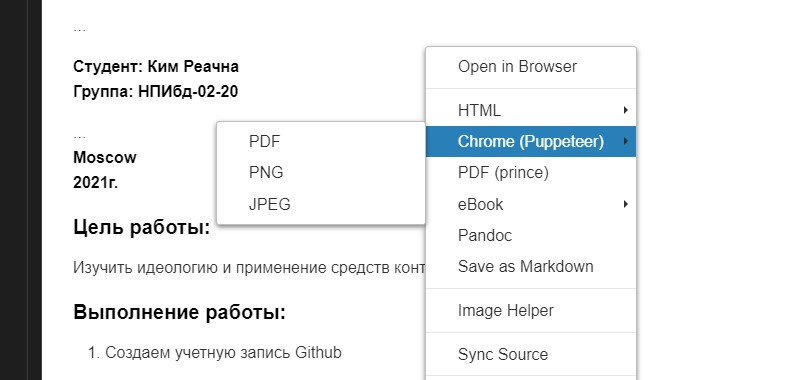 ...
Студент: Ким Реачна
Группа: НПИбд-02-20
...
Moscow
2021г.
Цель работы:
Изучить идеологию и применение средств конт
Выполнение работы:
1. Создаем учетную запись Github
PDF
PNG
JPEG
Open in Browser
HTML
Chrome (Puppeteer)
PDF (prince)
eBook
Pandoc
Save as Markdown
Image Helper
Sync Source